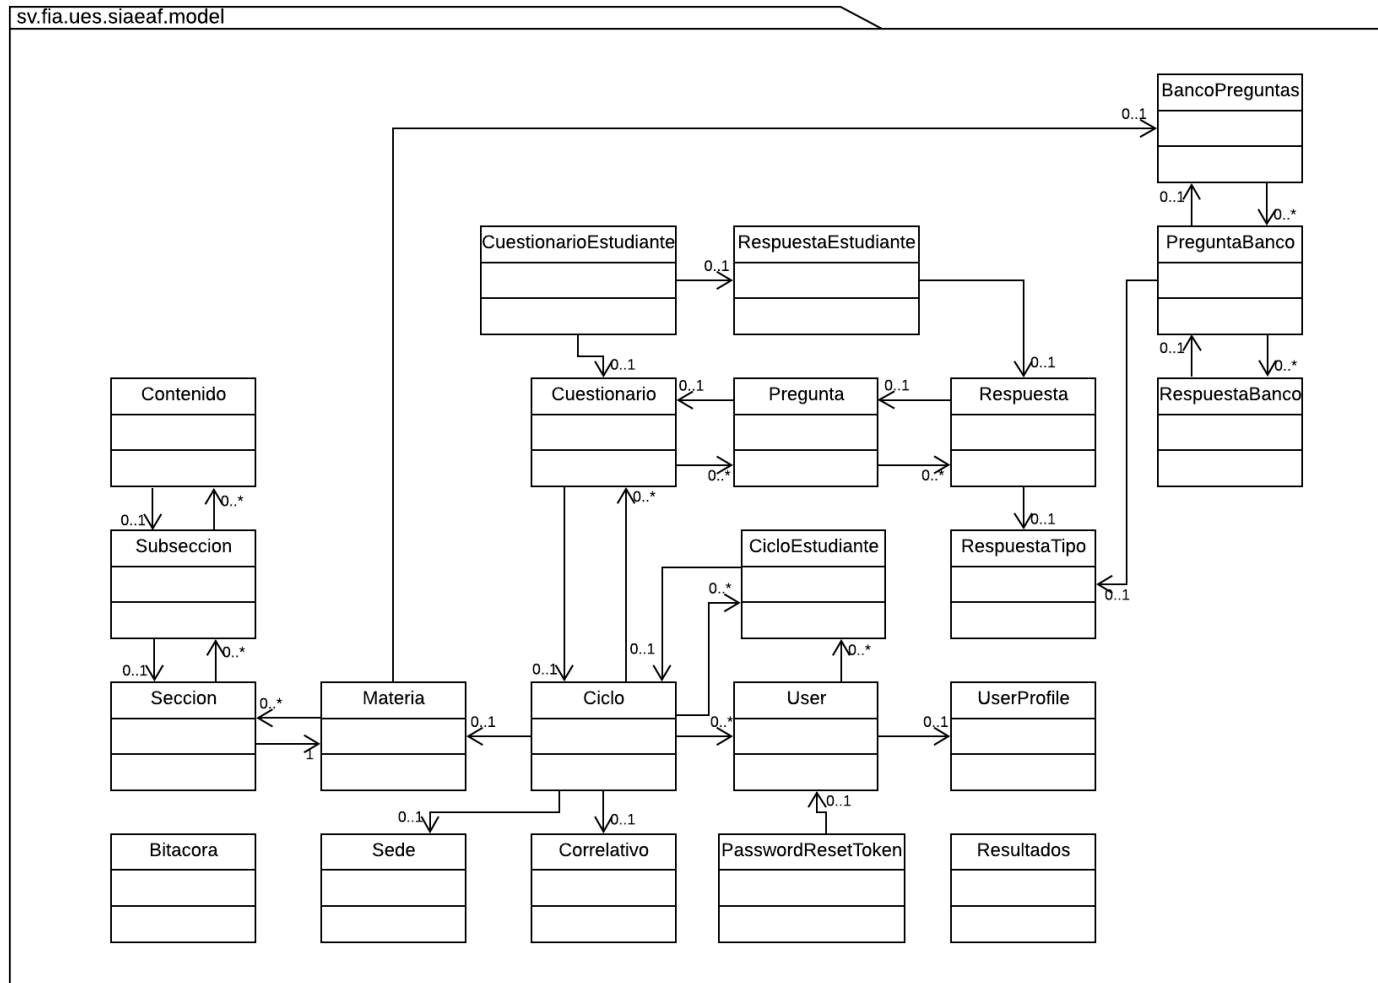 sv.fia.ues.siaeaf.model
BancoPreguntas
0..1
0..1
0..*
CuestionarioEstudiante
RespuestaEstudiante
PreguntaBanco
0..1
0..1
0..1
0..1
0..*
Contenido
Cuestionario
Pregunta
Respuesta
RespuestaBanco
0..1
0..1
0..*
0..*
0..*
0..*
0..1
0..1
Subseccion
CicloEstudiante
RespuestaTipo
0..*
0..1
0..*
0..1
0..*
0..1
0..1
Seccion
Materia
Ciclo
User
UserProfile
0..*
0..1
0..*
0..1
1
0..1
0..1
0..1
Bitacora
Sede
Correlativo
PasswordResetToken
Resultados